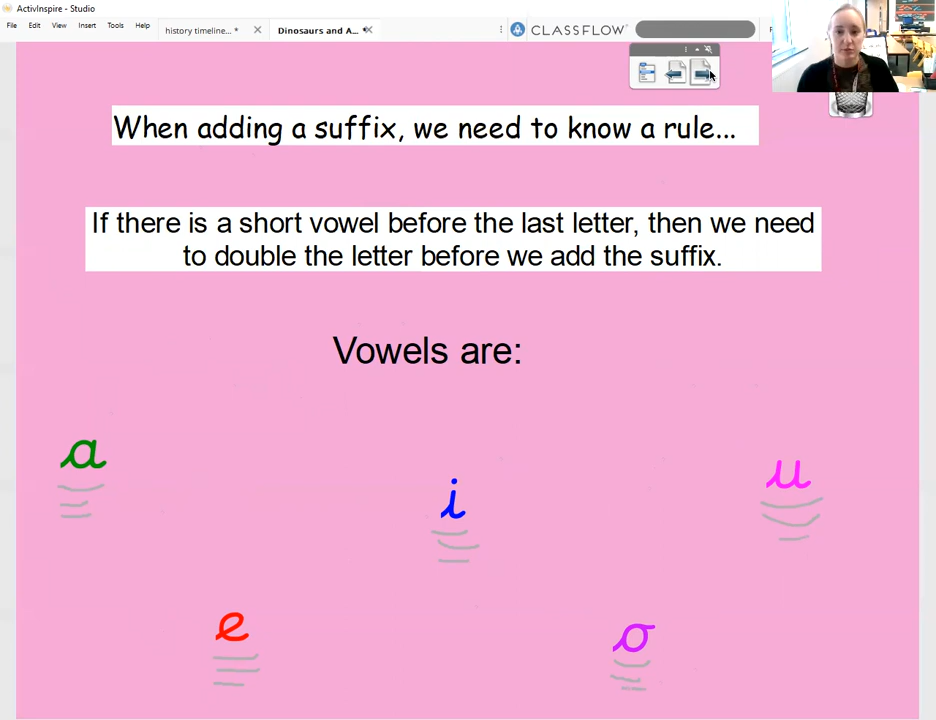 ActivInspire - Studio
File Edit View Insert Tools Help
history timeline... *
Dinosaurs and A...
CLASSFLOW
When adding a suffix, we need to know a rule...
If there is a short vowel before the last letter, then we need
to double the letter before we add the suffix.
Vowels are:
a
i
u
e
o